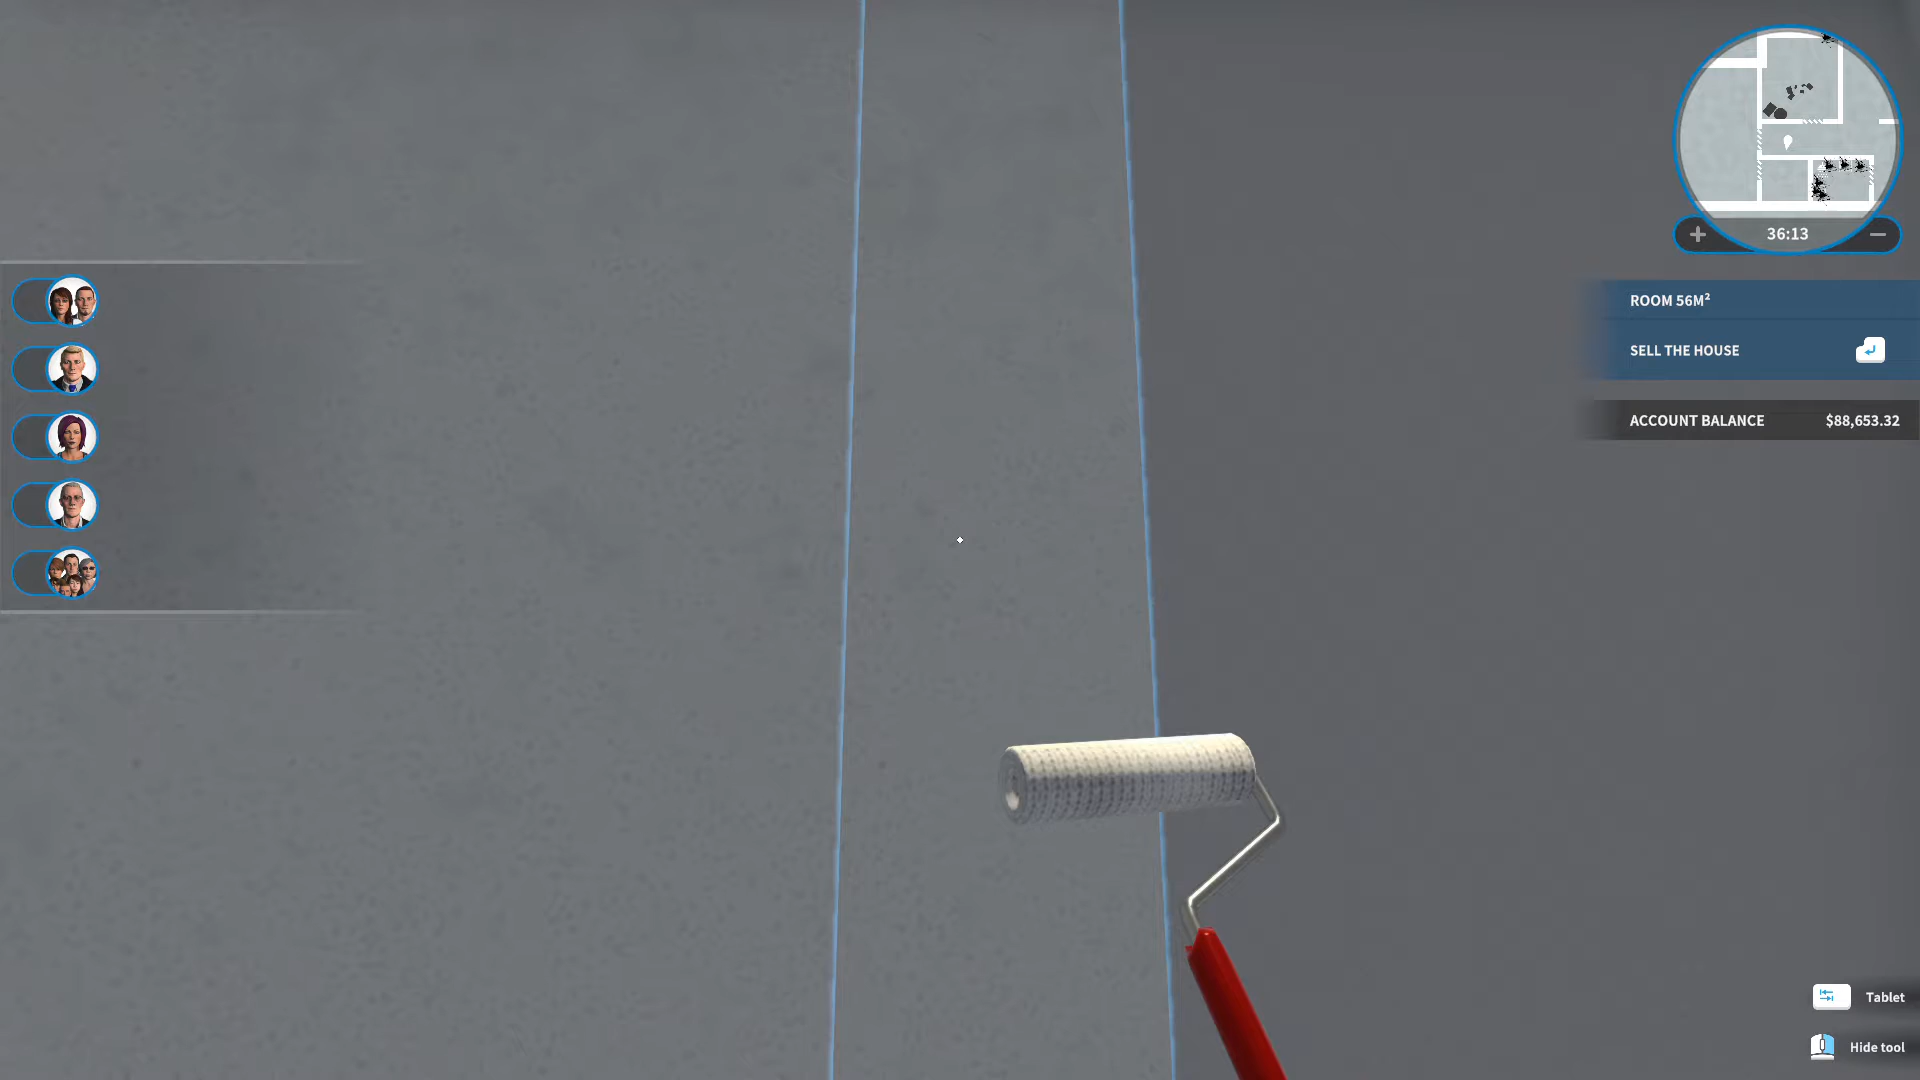 36:13
ROOM 56M²
SELL THE HOUSE
ACCOUNT BALANCE $88,653.32
Tablet
Hide tool